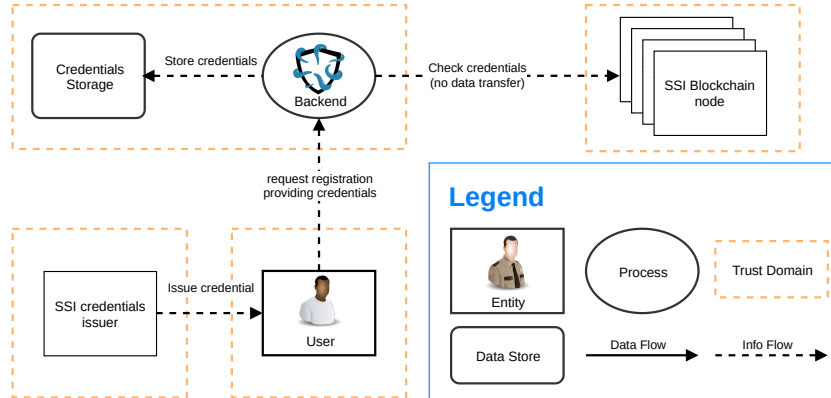 Credentials
Storage
Store credentials
Backend
Check credentials
(no data transfer)
SSI Blockchain
node
request registration
providing credentials
SSI credentials
issuer
Issue credential
User
Legend
Entity
Process
Trust Domain
Data Store
Data Flow
Info Flow